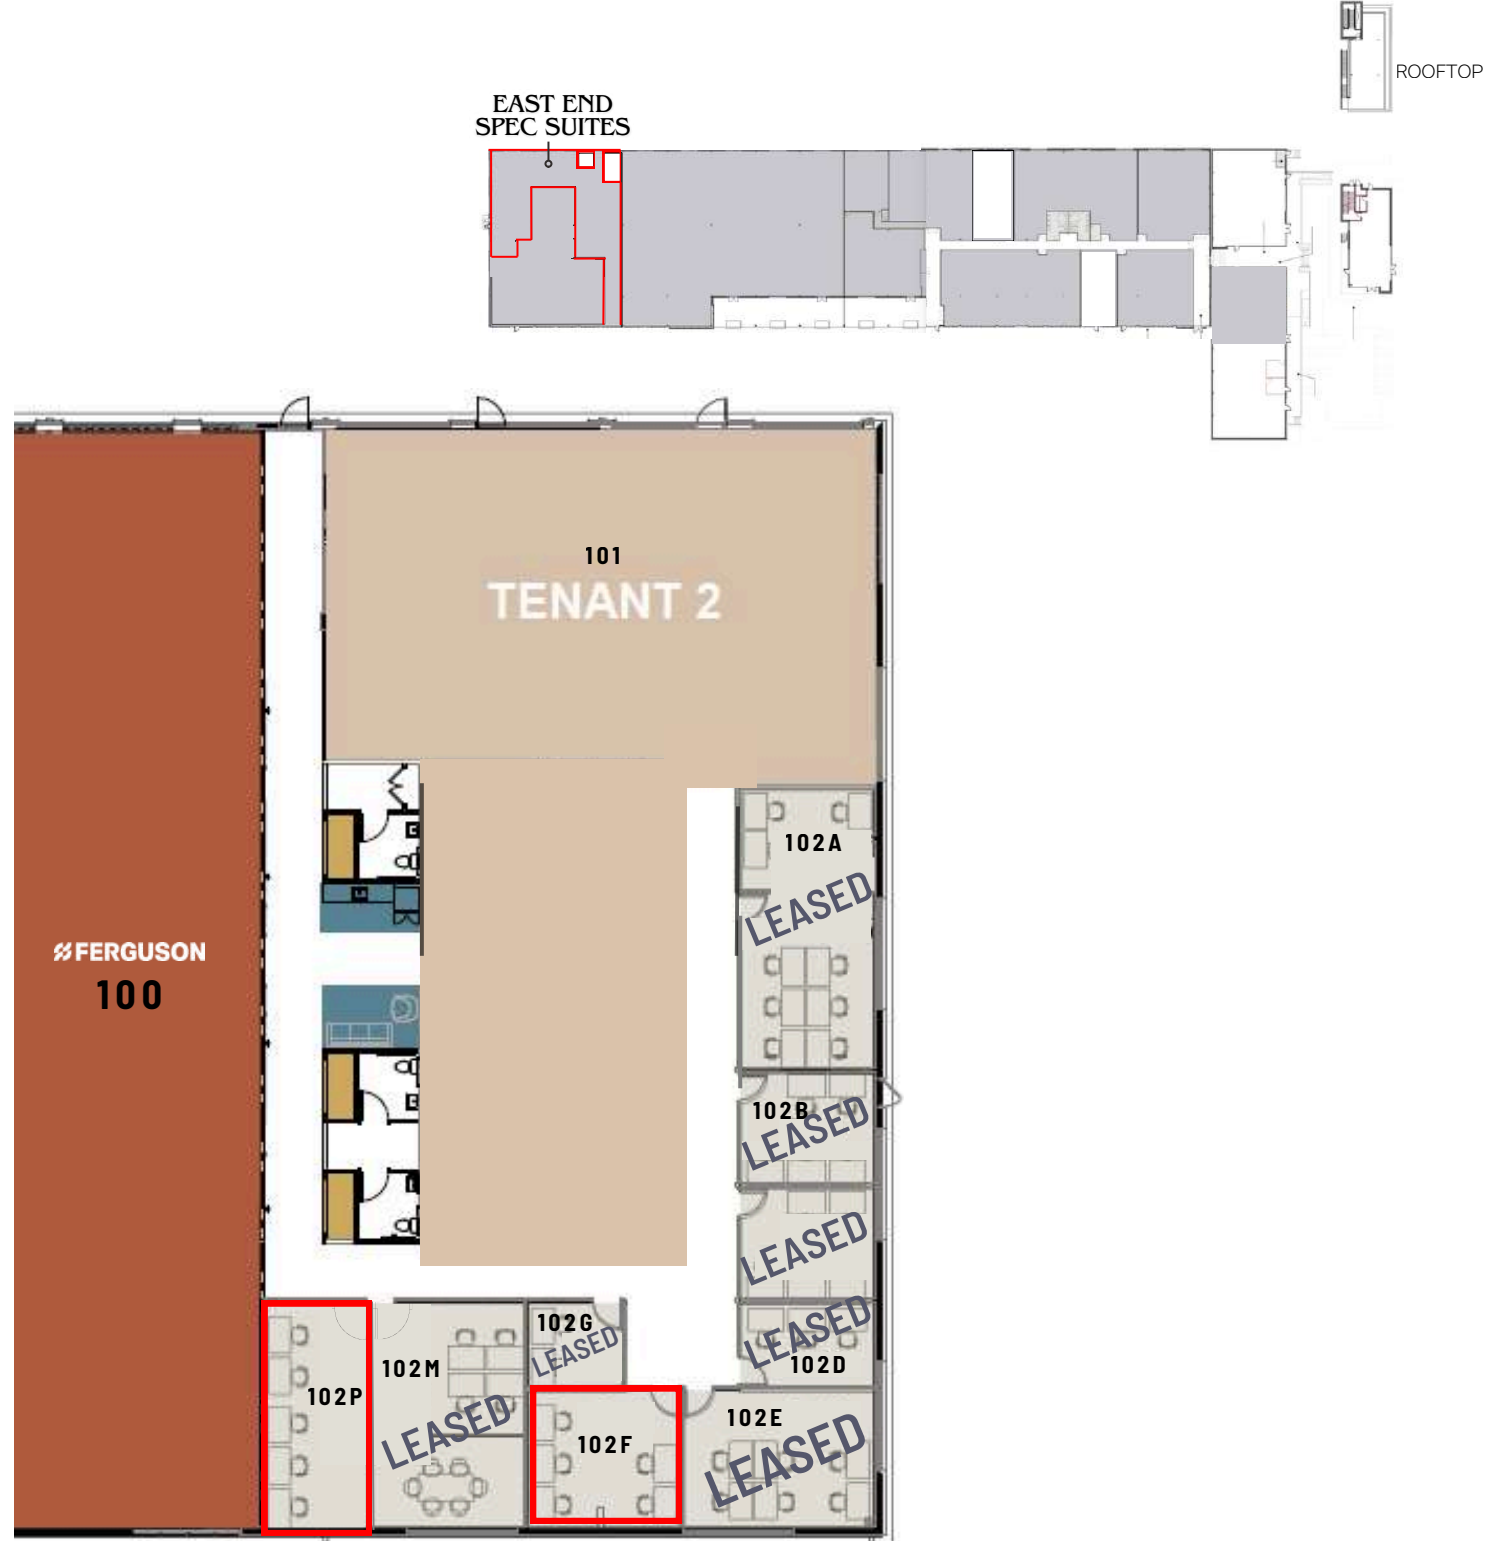 ROOFTOP
EAST END
SPEC SUITES
101
TENANT 2
102A
LEASED
FERGUSON
100
102B
LEASED
LEASED
LEASED
102D
102G
LEASED
102M
LEASED
102P
102F
102E
LEASED